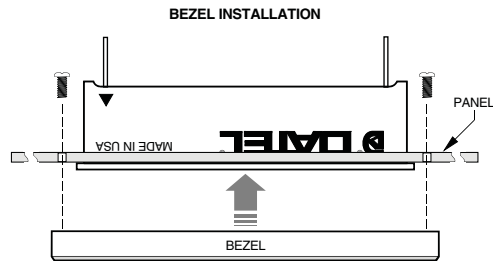 BEZEL INSTALLATION
PANEL
MADE IN USA
DATEL
BEZEL